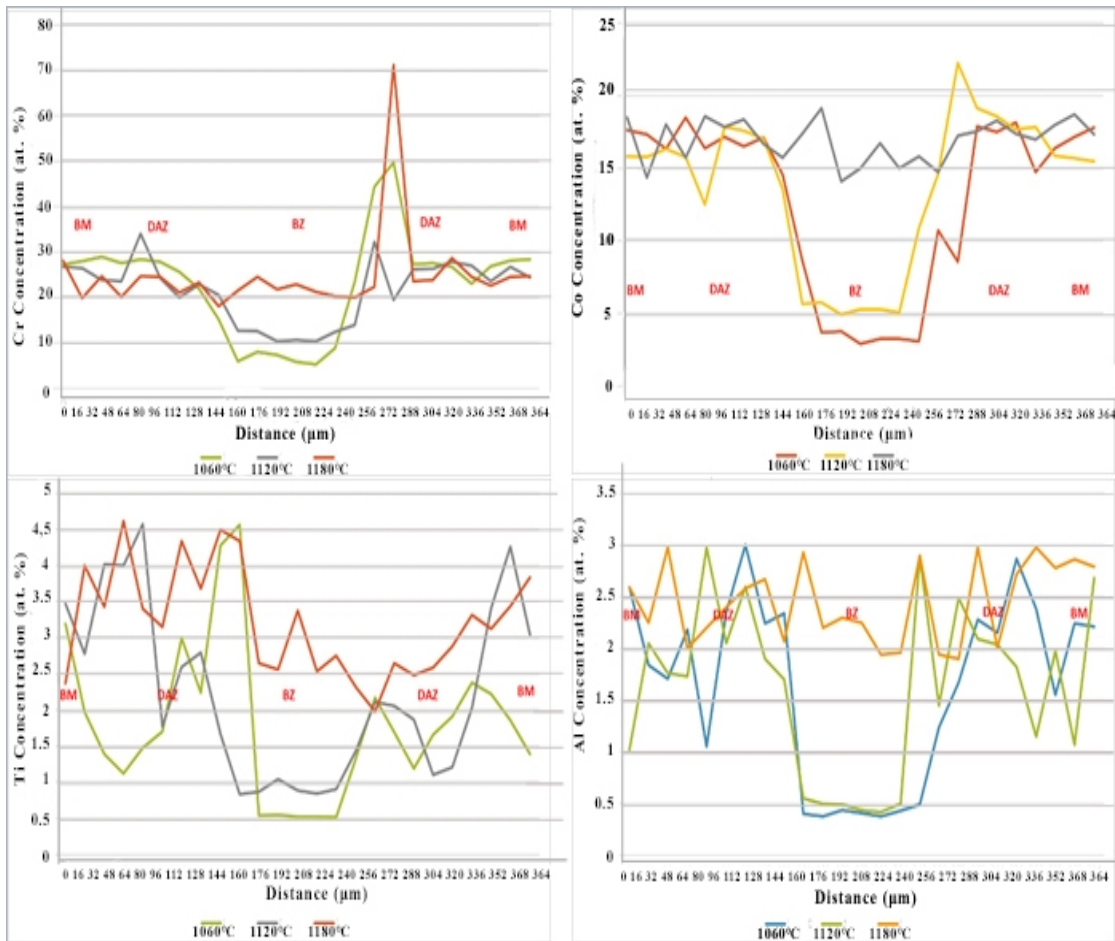 Cr Concentration (at. %)
80
70
60
50
40
30
20
10
0
BM
DAZ
BZ
DAZ
BM
0 16 32 48 64 80 96 112 128 144 160 176 192 208 224 240 256 272 288 304 320 336 352 368 364
Distance (µm)
1060°C 1120°C 1180°C
Co Concentration (at. %)
25
20
15
10
5
0
BM
DAZ
BZ
DAZ
BM
0 16 32 48 64 80 96 112 128 144 160 176 192 208 224 240 256 272 288 304 320 336 352 368 364
Distance (µm)
1060°C 1120°C 1180°C
Ti Concentration (at. %)
5
4.5
4
3.5
3
2.5
2
1.5
1
0.5
0
BM
DAZ
BZ
DAZ
BM
0 16 32 48 64 80 96 112 128 144 160 176 192 208 224 240 256 272 288 304 320 336 352 368 364
Distance (µm)
1060°C 1120°C 1180°C
Al Concentration (at. %)
3.5
3
2.5
2
1.5
1
0.5
0
BM
DAZ
BZ
DAZ
BM
0 16 32 48 64 80 96 112 128 144 160 176 192 208 224 240 256 272 288 304 320 336 352 368 364
Distance (µm)
1060°C 1120°C 1180°C